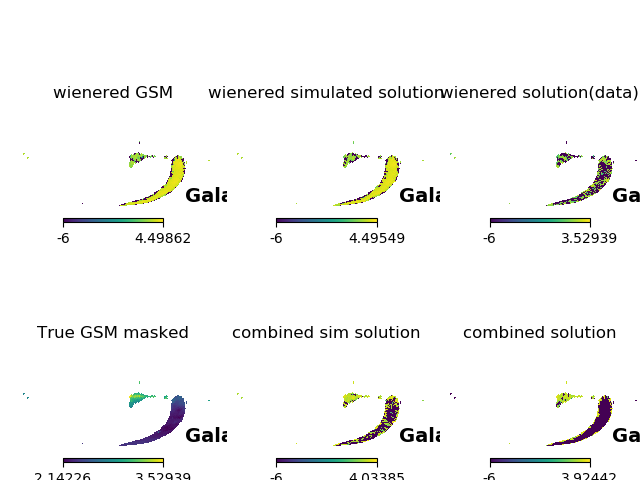 wienered GSM
wienered simulated solution
wienered solution(data)
Gala
Gala
Ga
-6 4.49862
-6 4.49549
-6 3.52939
True GSM masked
combined sim solution
combined solution
Gala
Gala
Ga
2.14226 3.52939
-6 4.03385
-6 3.92442